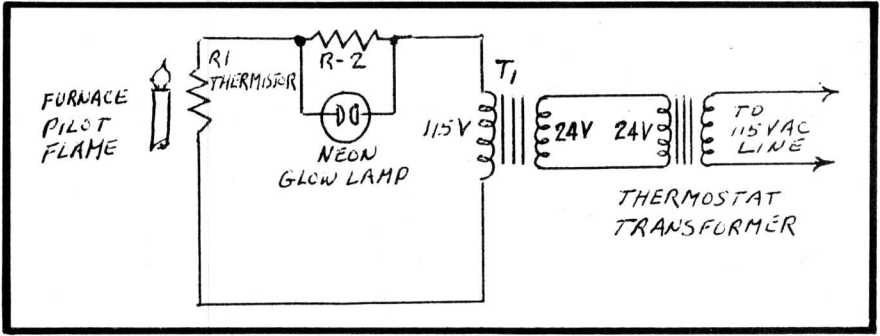 R1
THERMISTOR
R-2
T1
FURNACE
PILOT
FLAME
NEON
GLOW LAMP
115V
24V
24V
TO
115VAC
LINE
THERMOSTAT
TRANSFORMER